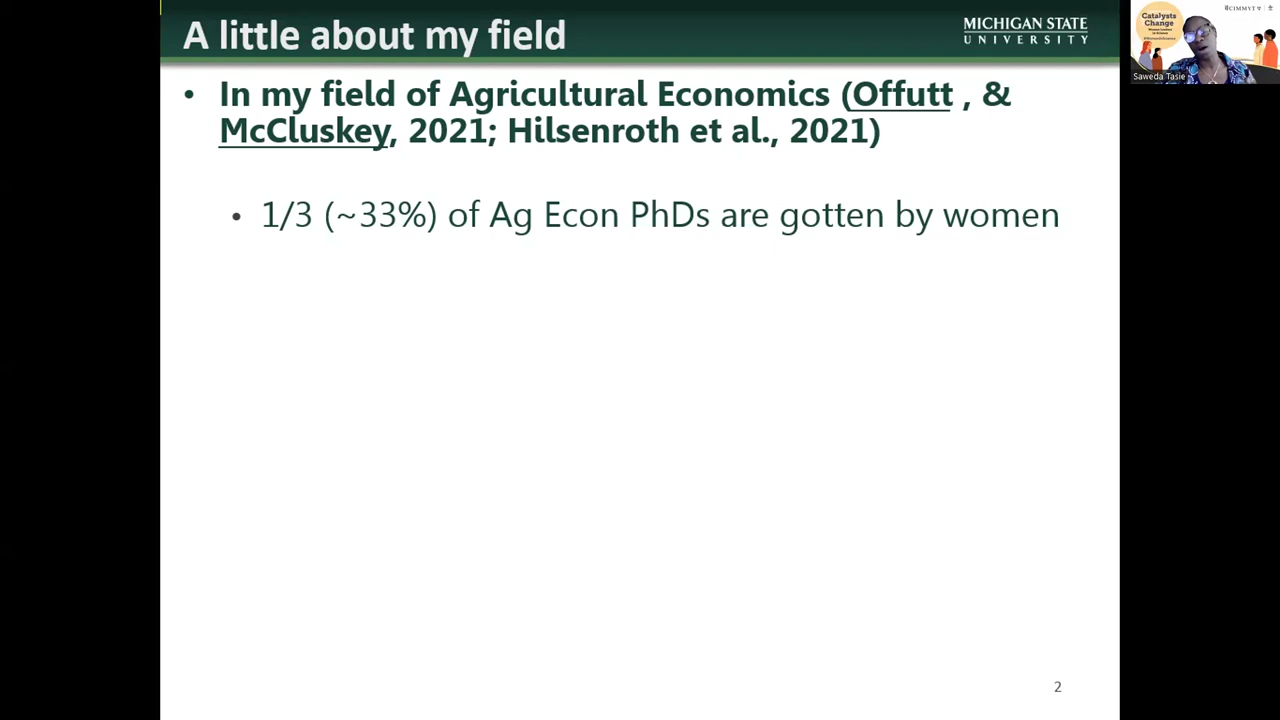 A little about my field
MICHIGAN STATE
UNIVERSITY
• In my field of Agricultural Economics (Offutt , &
McCluskey, 2021; Hilsenroth et al., 2021)
• 1/3 (~33%) of Ag Econ PhDs are gotten by women
2
CIMMYT
Catalysts
Change
Saweda Tasie